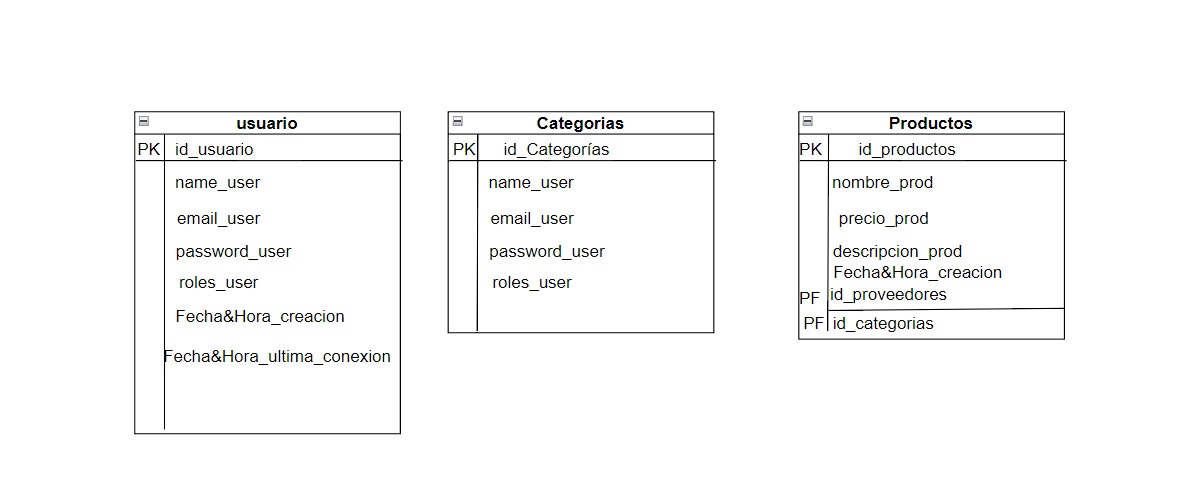 usuario
PK id_usuario
name_user
email_user
password_user
roles_user
Fecha&Hora_creacion
Fecha&Hora_ultima_conexion
Categorias
PK id_Categorías
name_user
email_user
password_user
roles_user
Productos
PK id_productos
nombre_prod
precio_prod
descripcion_prod
Fecha&Hora_creacion
PF id_proveedores
PF id_categorias